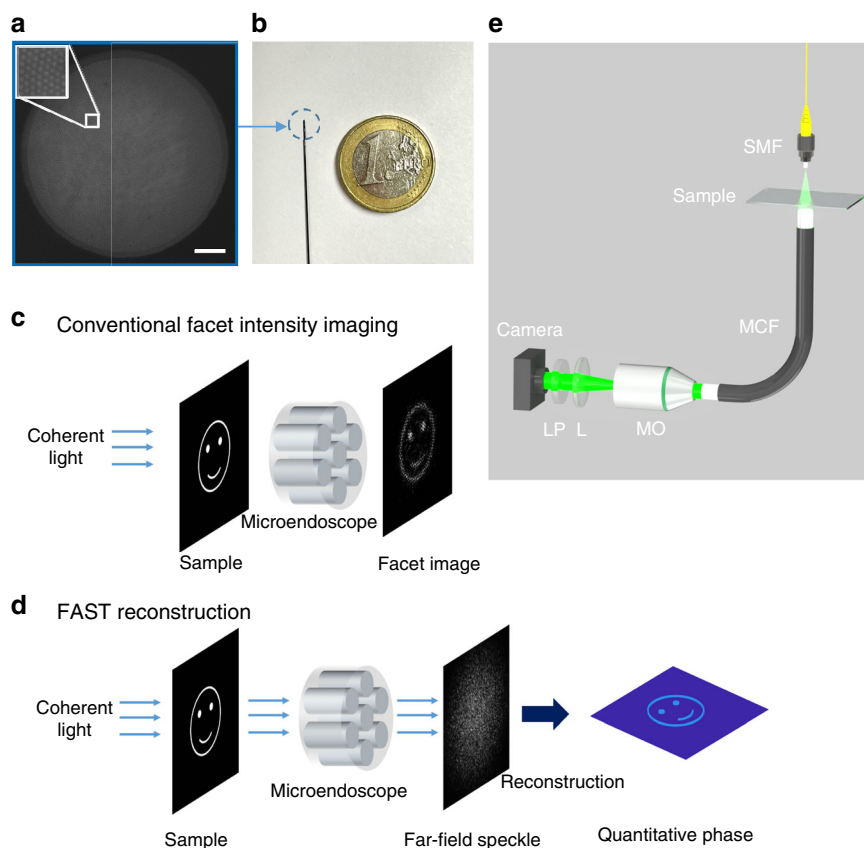 a
b
e
SMF
Sample
MCF
Camera
LP
L
MO
1
c
Conventional facet intensity imaging
Coherent
light
Microendoscope
Sample
Facet image
d
FAST reconstruction
Coherent
light
Microendoscope
Reconstruction
Sample
Far-field speckle
Quantitative phase